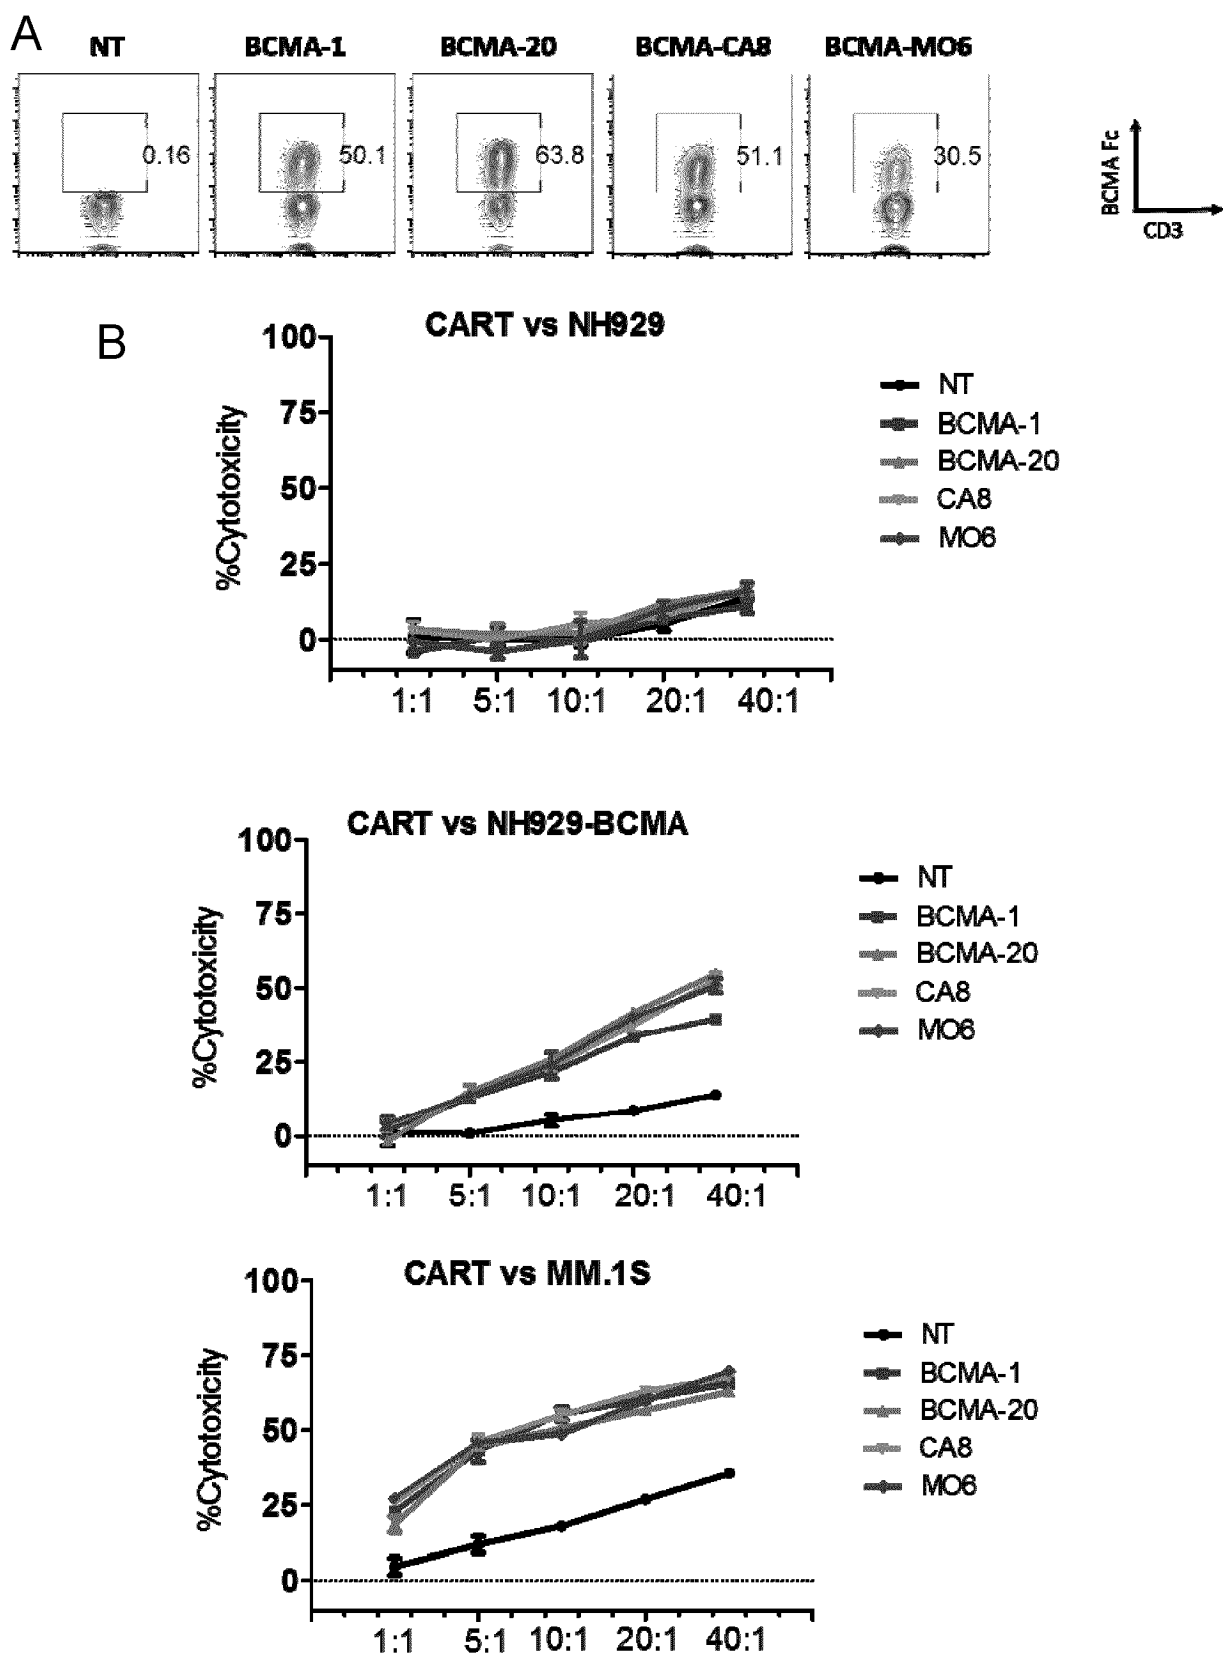 A
NT BCMA-1 BCMA-20 BCMA-CA8 BCMA-MO6
0.16 50.1 63.8 51.1 30.5
BCMA Fc
CD3
B
CART vs NH929
%Cytotoxicity
100
75
50
25
0
1:1 5:1 10:1 20:1 40:1
NT
BCMA-1
BCMA-20
CA8
MO6
CART vs NH929-BCMA
%Cytotoxicity
100
75
50
25
0
1:1 5:1 10:1 20:1 40:1
NT
BCMA-1
BCMA-20
CA8
MO6
CART vs MM.1S
%Cytotoxicity
100
75
50
25
0
1:1 5:1 10:1 20:1 40:1
NT
BCMA-1
BCMA-20
CA8
MO6